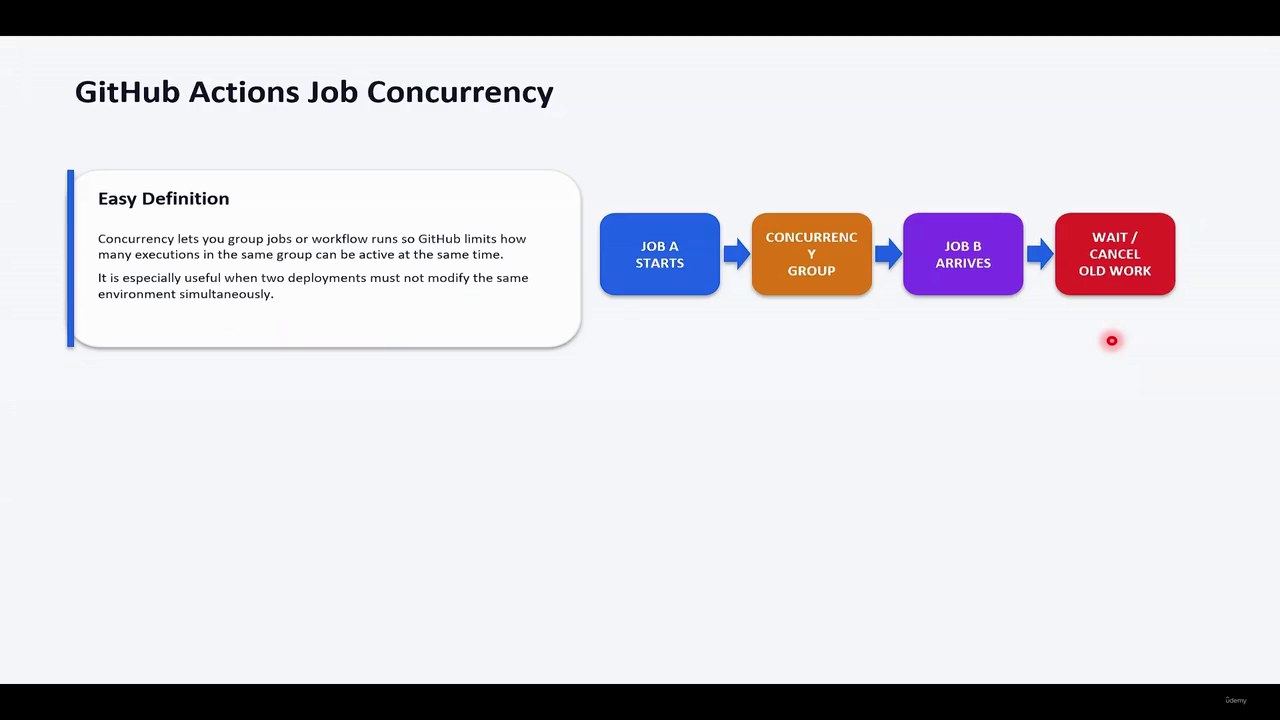 GitHub Actions Job Concurrency
Easy Definition
Concurrency lets you group jobs or workflow runs so GitHub limits how
many executions in the same group can be active at the same time.
It is especially useful when two deployments must not modify the same
environment simultaneously.
JOB A
STARTS
CONCURRENC
Y
GROUP
JOB B
ARRIVES
WAIT /
CANCEL
OLD WORK
ûdemy